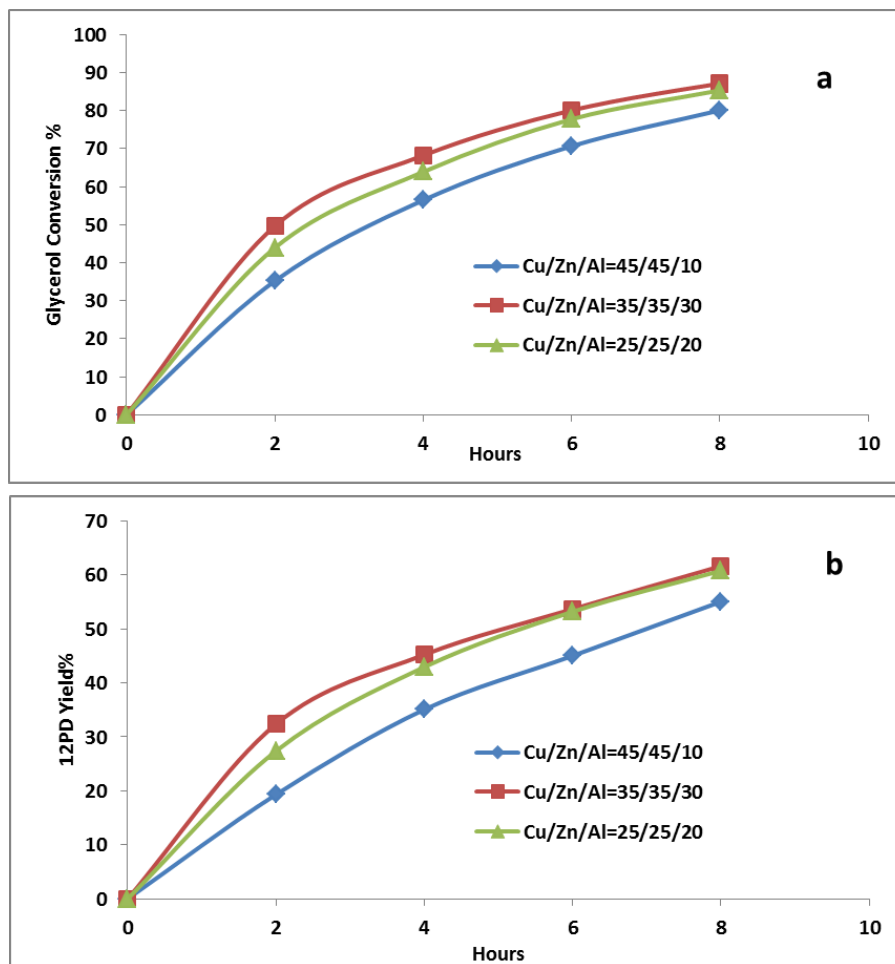 100
90
80
70
60
50
40
30
20
10
0
Glycerol Conversion %
a
Cu/Zn/Al=45/45/10
Cu/Zn/Al=35/35/30
Cu/Zn/Al=25/25/20
0 2 4 6 8 10
Hours
70
60
50
40
30
20
10
0
12PD Yield%
b
Cu/Zn/Al=45/45/10
Cu/Zn/Al=35/35/30
Cu/Zn/Al=25/25/20
0 2 4 6 8 10
Hours